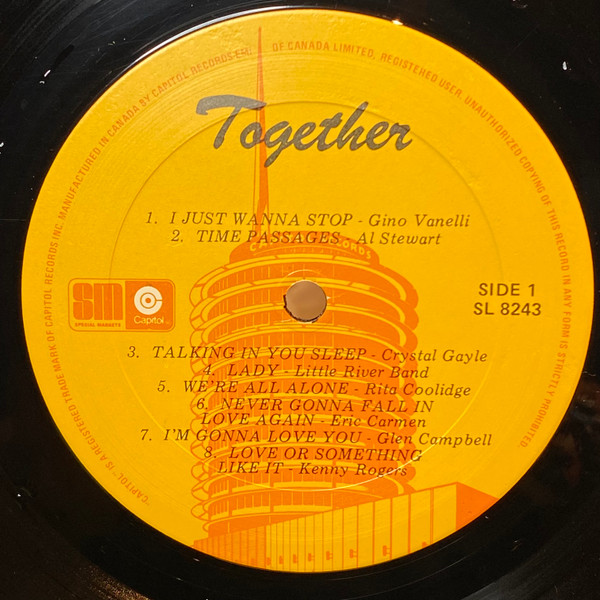 Together
1. I JUST WANNA STOP - Gino Vanelli
2. TIME PASSAGES - Al Stewart
sm
SPECIAL MARKETS
Capitol
SIDE 1
SL 8243
3. TALKING IN YOU SLEEP - Crystal Gayle
4. LADY - Little River Band
5. WE'RE ALL ALONE - Rita Coolidge
6. NEVER GONNA FALL IN
LOVE AGAIN - Eric Carmen
7. I'M GONNA LOVE YOU - Glen Campbell
8. LOVE OR SOMETHING
LIKE IT - Kenny Rogers
"CAPITOL" IS A REGISTERED TRADE MARK OF CAPITOL RECORDS INC. MANUFACTURED IN CANADA BY CAPITOL RECORDS EMI OF CANADA LIMITED, REGISTERED USER. UNAUTHORIZED COPYING OF THIS RECORD IN ANY FORM IS STRICTLY PROHIBITED